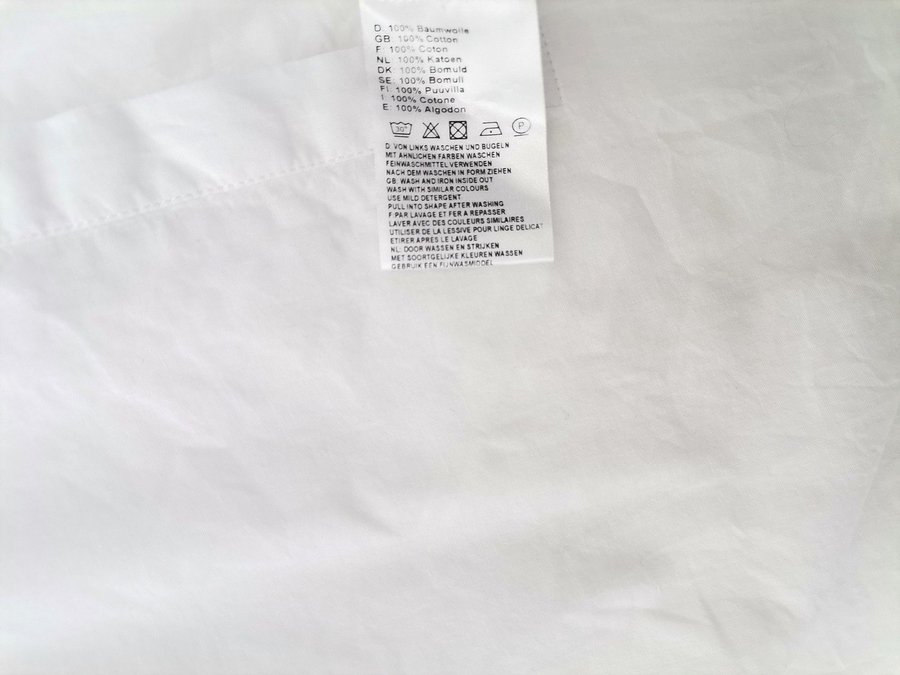 D: 100% Baumwolle
GB: 100% Cotton
F: 100% Coton
NL: 100% Katoen
DK: 100% Bomuld
SE: 100% Bomull
FI: 100% Puuvilla
I: 100% Cotone
E: 100% Algodon
30° P
D: VON LINKS WASCHEN UND BUGELN
MIT AHNLICHEN FARBEN WASCHEN
FEINWASCHMITTEL VERWENDEN
NACH DEM WASCHEN IN FORM ZIEHEN
GB: WASH AND IRON INSIDE OUT
WASH WITH SIMILAR COLOURS
USE MILD DETERGENT
PULL INTO SHAPE AFTER WASHING
F: PAR LAVAGE ET FER A REPASSER
LAVER AVEC DES COULEURS SIMILAIRES
UTILISER DE LA LESSIVE POUR LINGE DELICAT
ETIRER APRES LE LAVAGE
NL: DOOR WASSEN EN STRIJKEN
MET SOORTGELIJKE KLEUREN WASSEN
GEBRUIK EEN FIJNWASMIDDEL